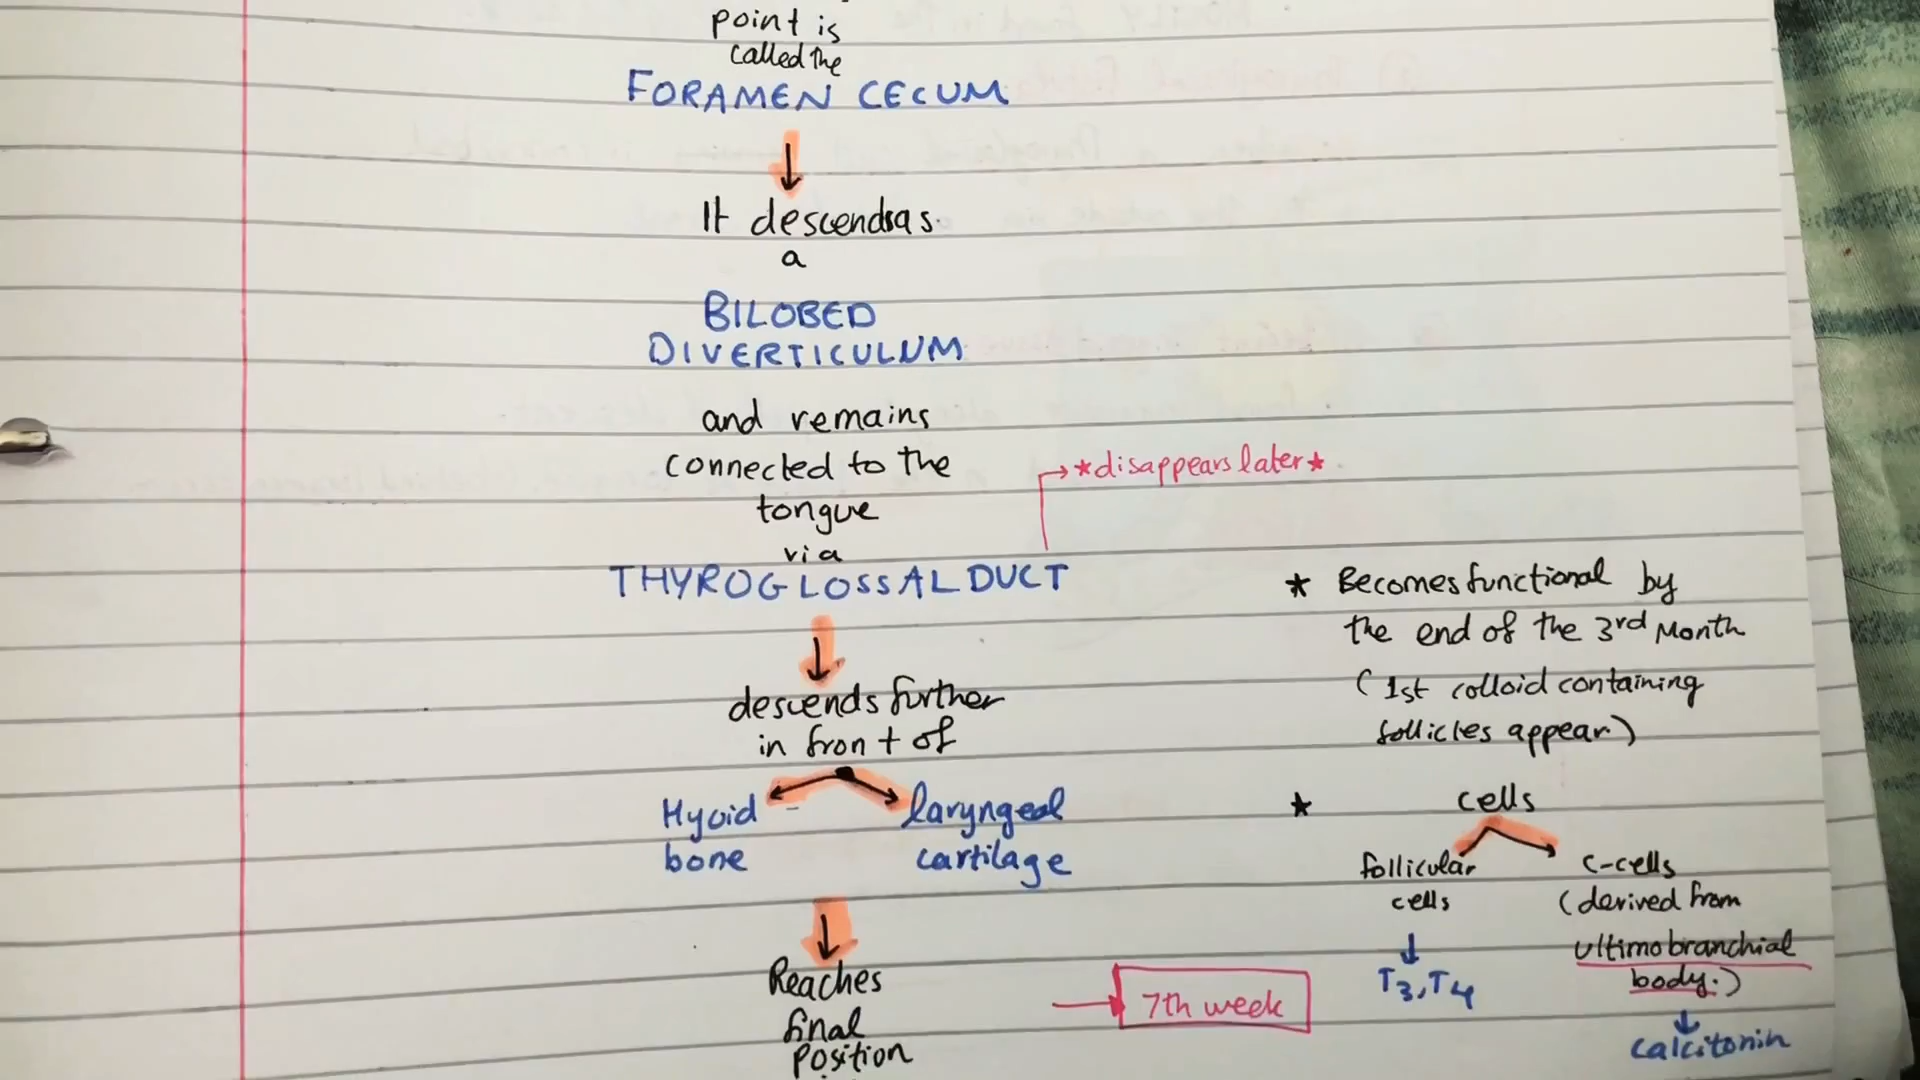 point is
called the
FORAMEN CECUM
It descends as
a
BILOBED
DIVERTICULUM
and remains
connected to the
tongue
via
THYROGLOSSAL DUCT
→ *disappears later*
descends further
in front of
Hyoid
bone
laryngeal
cartilage
Reaches
final
position
→ 7th week
* Becomes functional by
the end of the 3rd Month
( 1st colloid containing
follicles appear)
* cells
follicular
cells
T3, T4
C-cells
(derived from
ultimobranchial
body.)
calcitonin